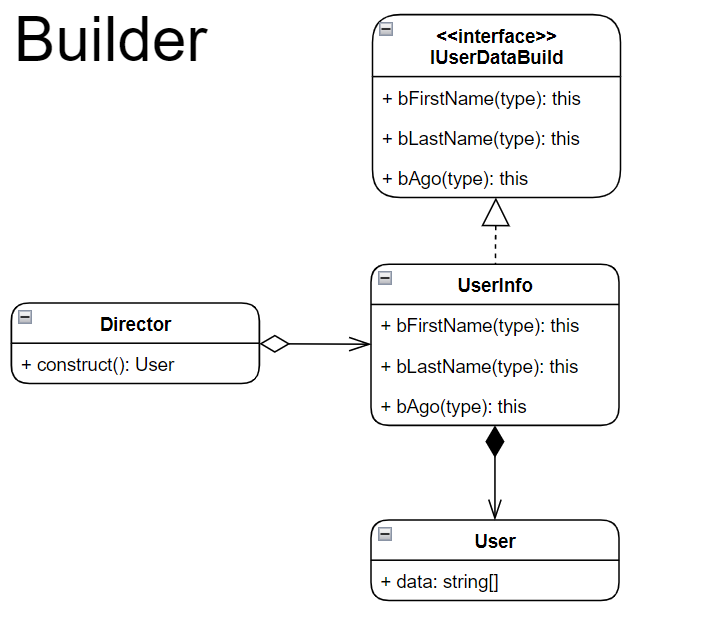 Builder
<<interface>>
IUserDataBuild
+ bFirstName(type): this
+ bLastName(type): this
+ bAgo(type): this
UserInfo
+ bFirstName(type): this
+ bLastName(type): this
+ bAgo(type): this
Director
+ construct(): User
User
+ data: string[]